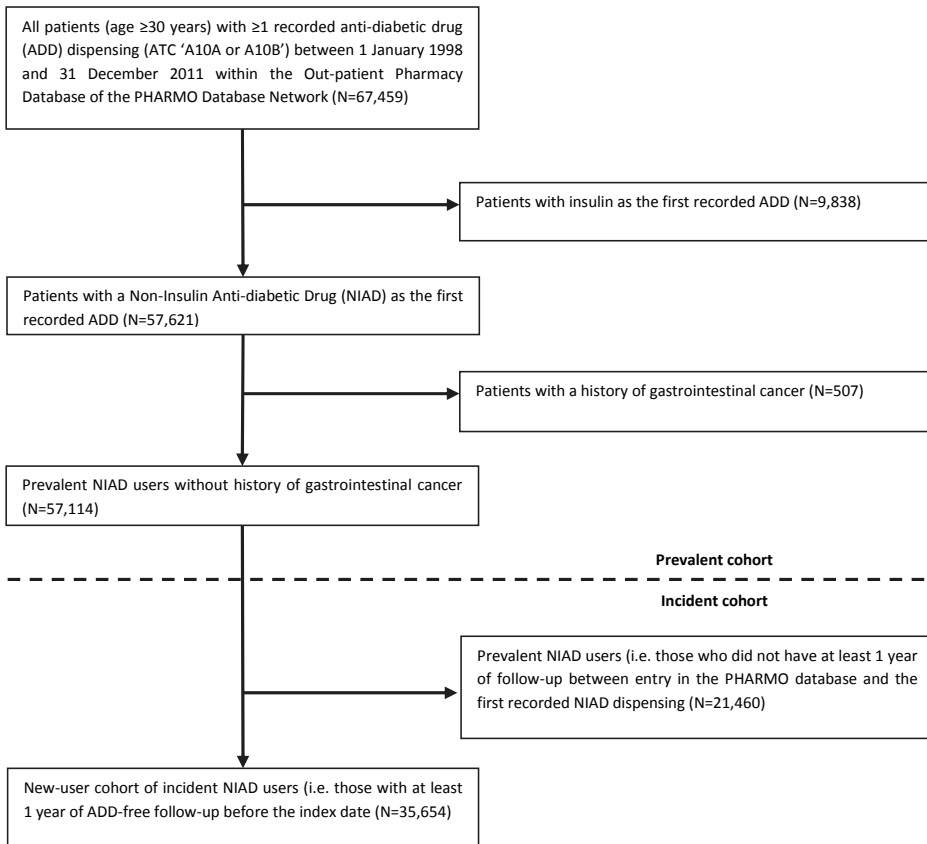 All patients (age ≥30 years) with ≥1 recorded anti-diabetic drug
(ADD) dispensing (ATC ‘A10A or A10B’) between 1 January 1998
and 31 December 2011 within the Out-patient Pharmacy
Database of the PHARMO Database Network (N=67,459)
Patients with insulin as the first recorded ADD (N=9,838)
Patients with a Non-Insulin Anti-diabetic Drug (NIAD) as the first
recorded ADD (N=57,621)
Patients with a history of gastrointestinal cancer (N=507)
Prevalent NIAD users without history of gastrointestinal cancer
(N=57,114)
Prevalent cohort
Incident cohort
Prevalent NIAD users (i.e. those who did not have at least 1 year
of follow-up between entry in the PHARMO database and the
first recorded NIAD dispensing (N=21,460)
New-user cohort of incident NIAD users (i.e. those with at least
1 year of ADD-free follow-up before the index date (N=35,654)